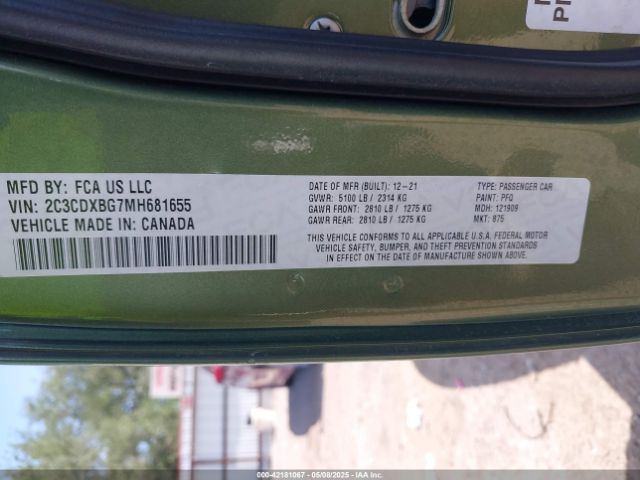 MFD BY: FCA US LLC
VIN: 2C3CDXBG7MH681655
VEHICLE MADE IN: CANADA
DATE OF MFR (BUILT): 12-21
GVWR: 5100 LB / 2314 KG
GAWR FRONT: 2810 LB / 1275 KG
GAWR REAR: 2810 LB / 1275 KG
TYPE: PASSENGER CAR
PAINT: PFQ
MDH: 121909
MKT: 875
THIS VEHICLE CONFORMS TO ALL APPLICABLE U.S.A. FEDERAL MOTOR
VEHICLE SAFETY, BUMPER, AND THEFT PREVENTION STANDARDS
IN EFFECT ON THE DATE OF MANUFACTURE SHOWN ABOVE.
000-42181067 - 05/08/2025 - IAAI.COM